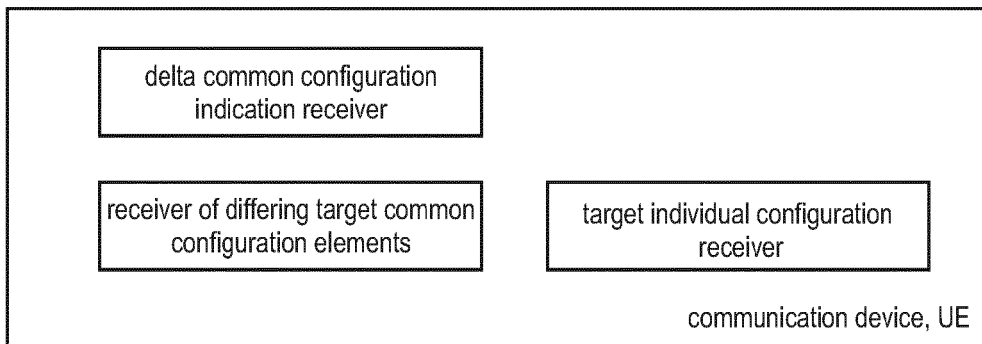 delta common configuration
indication receiver
receiver of differing target common
configuration elements
target individual configuration
receiver
communication device, UE